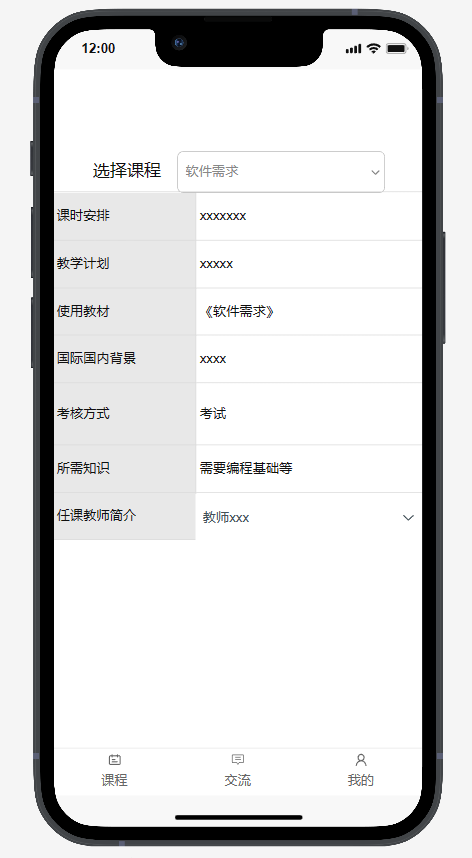 12:00
选择课程 软件需求
课时安排 xxxxxxx
教学计划 xxxxx
使用教材 《软件需求》
国际国内背景 xxxx
考核方式 考试
所需知识 需要编程基础等
任课教师简介 教师xxx
课程 交流 我的